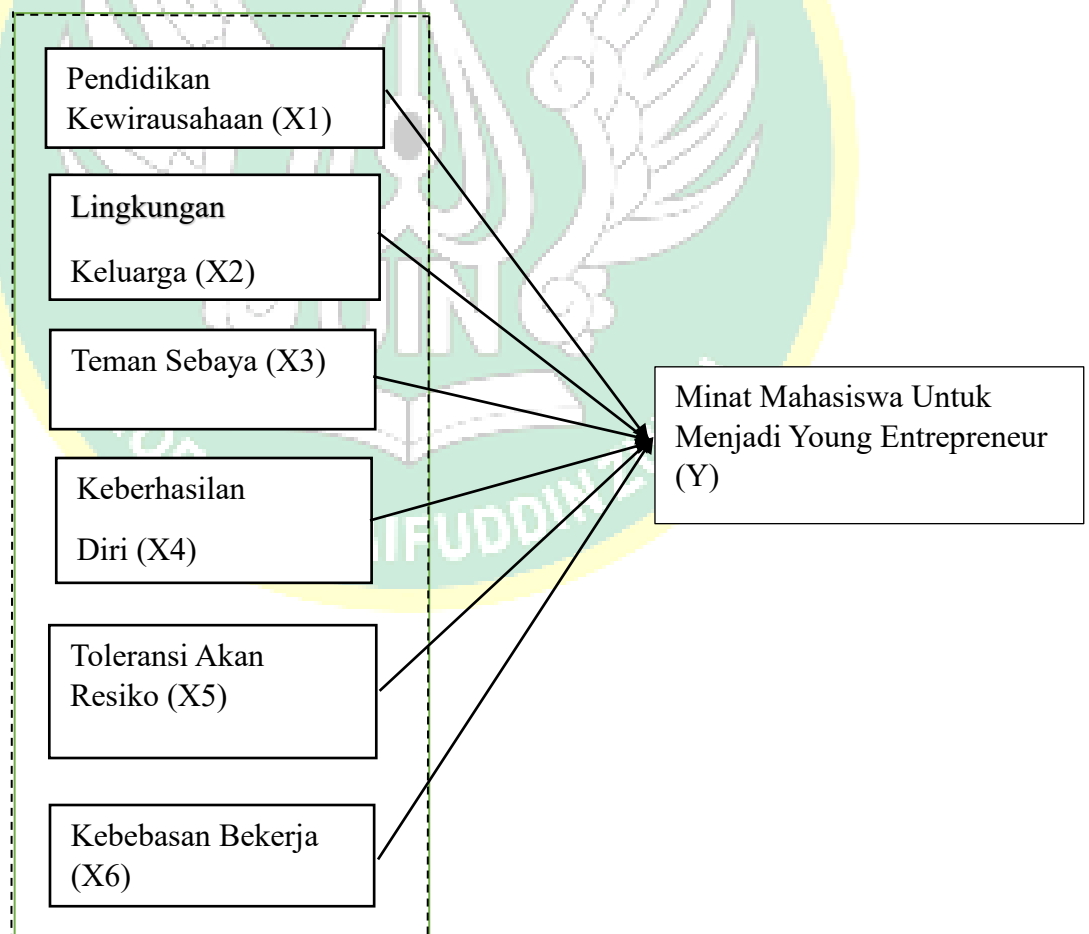 Pendidikan
Kewirausahaan (X1)
Lingkungan
Keluarga (X2)
Teman Sebaya (X3)
Keberhasilan
Diri (X4)
Toleransi Akan
Resiko (X5)
Kebebasan Bekerja
(X6)
Minat Mahasiswa Untuk
Menjadi Young Entrepreneur
(Y)
UIN